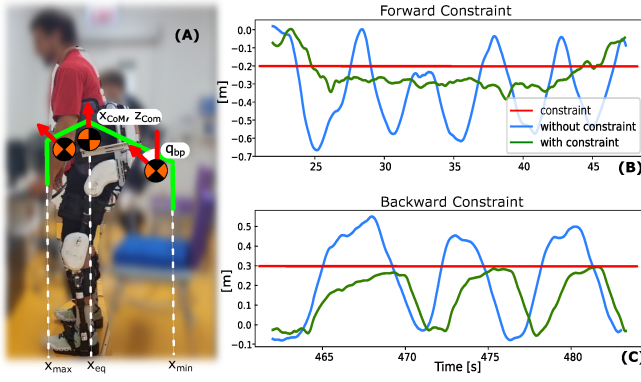 (A)
x_CoM, z_Com
q_bp
x_max
x_eq
x_min
Forward Constraint
[m]
0.0
-0.1
-0.2
-0.3
-0.4
-0.5
-0.6
-0.7
25
30
35
40
45
constraint
without constraint
with constraint
(B)
Backward Constraint
[m]
0.5
0.4
0.3
0.2
0.1
0.0
-0.1
465
470
475
480
Time [s]
(C)